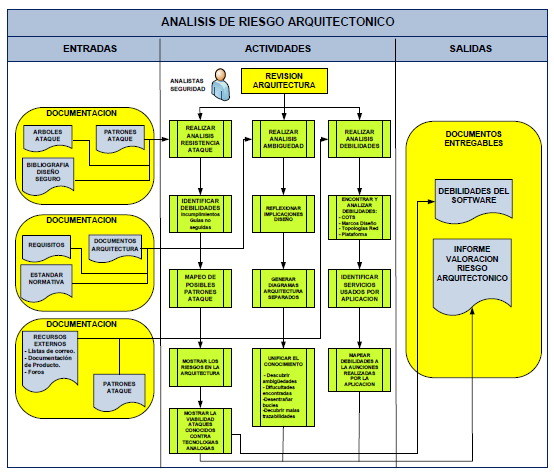 ANALISIS DE RIESGO ARQUITECTONICO
ENTRADAS
ACTIVIDADES
SALIDAS
ANALISTAS
SEGURIDAD
REVISION
ARQUITECTURA
DOCUMENTACION
ARBOLES
ATAQUE
PATRONES
ATAQUE
BIBLIOGRAFIA
DISEÑO
SEGURO
DOCUMENTACION
REQUISITOS
DOCUMENTOS
ARQUITECTURA
ESTANDAR
NORMATIVA
DOCUMENTACION
RECURSOS
EXTERNOS
- Listas de correo.
- Documentación
de Producto.
- Foros
PATRONES
ATAQUE
REALIZAR
ANALISIS
RESISTENCIA
ATAQUE
IDENTIFICAR
DEBILIDADES
Incumplimientos
Guías no
seguidas
MAPEO DE
POSIBLES
PATRONES
ATAQUE
MOSTRAR LOS
RIESGOS EN LA
ARQUITECTURA
MOSTRAR LA
VIABILIDAD
ATAQUES
CONOCIDOS
CONTRA
TECNOLOGIAS
ANALOGAS
REALIZAR
ANALISIS
AMBIGUEDAD
REFLEXIONAR
IMPLICACIONES
DISEÑO
GENERAR
DIAGRAMAS
ARQUITECTURA
SEPARADOS
UNIFICAR EL
CONOCIMIENTO
- Descubrir
ambigüedades
- Dificultades
encontradas
-Desentrañar
bucles
-Decubrir malas
trazabilidades
REALIZAR
ANALISIS
DEBILIDADES
ENCONTRAR Y
ANALIZAR
DEBILIDADES:
- COTS
- Marcos Diseño
- Topologías Red
- Plataforma
IDENTIFICAR
SERVICIOS
USADOS POR
APLICACION
MAPEAR
DEBILIDADES A
LA AUNCIONES
REALIZADAS
POR LA
APLICACION
DOCUMENTOS
ENTREGABLES
DEBILIDADES DEL
SOFTWARE
INFORME
VALORACION
RIESGO
ARQUITECTONICO